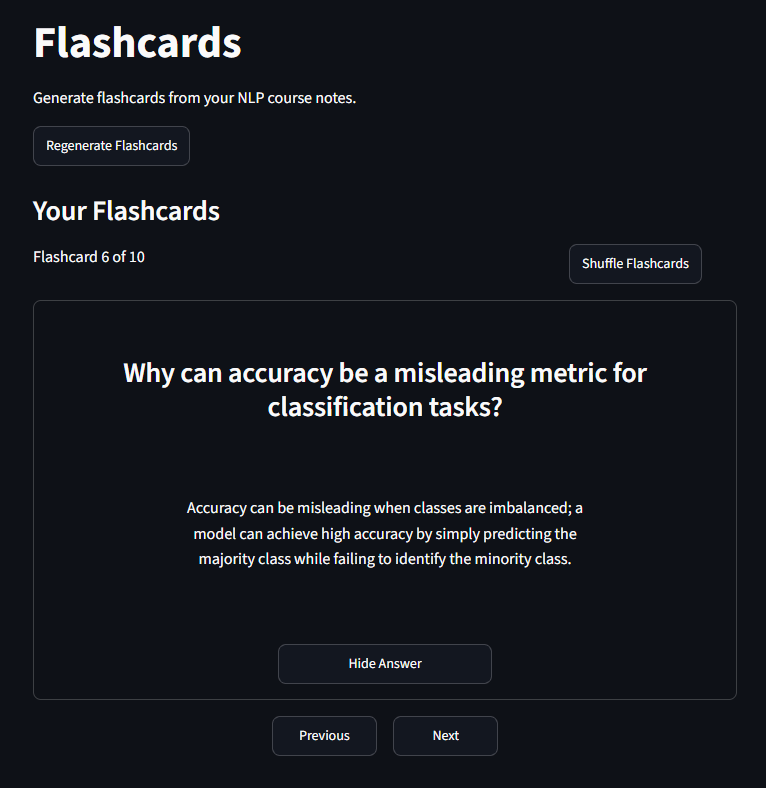 Flashcards
Generate flashcards from your NLP course notes.
Regenerate Flashcards
Your Flashcards
Flashcard 6 of 10
Shuffle Flashcards
Why can accuracy be a misleading metric for
classification tasks?
Accuracy can be misleading when classes are imbalanced; a
model can achieve high accuracy by simply predicting the
majority class while failing to identify the minority class.
Hide Answer
Previous
Next